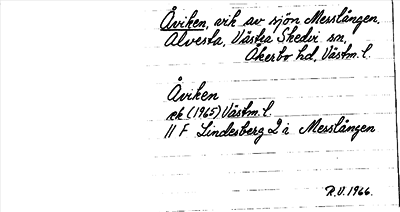 Åviken, vik av sjön Messlången,
Alvesta, Västra Skedvi sn,
Åkerbo hd, Västm. l.
Åviken
ek (1965) Västm. l.
11 F Lindesberg 2 i Messlången
R.U. 1966.